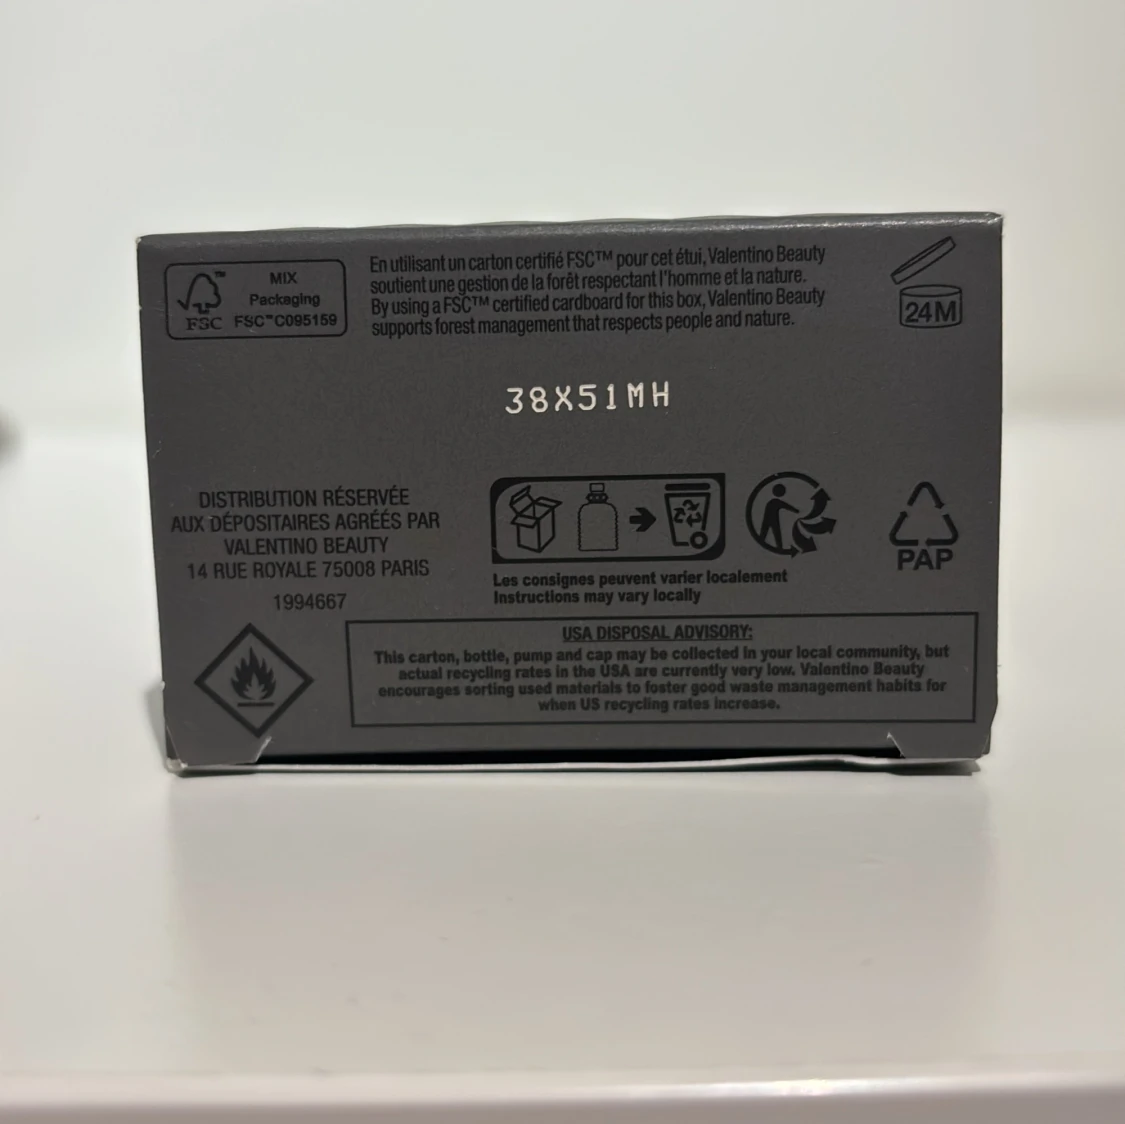 MIX
Packaging
FSC™C095159
FSC
™
En utilisant un carton certifié FSC™ pour cet étui, Valentino Beauty
soutient une gestion de la forêt respectant l'homme et la nature.
By using a FSC™ certified cardboard for this box, Valentino Beauty
supports forest management that respects people and nature.
24M
38X51MH
DISTRIBUTION RÉSERVÉE
AUX DÉPOSITAIRES AGRÉÉS PAR
VALENTINO BEAUTY
14 RUE ROYALE 75008 PARIS
1994667
Les consignes peuvent varier localement
Instructions may vary locally
PAP
USA DISPOSAL ADVISORY:
This carton, bottle, pump and cap may be collected in your local community, but
actual recycling rates in the USA are currently very low. Valentino Beauty
encourages sorting used materials to foster good waste management habits for
when US recycling rates increase.